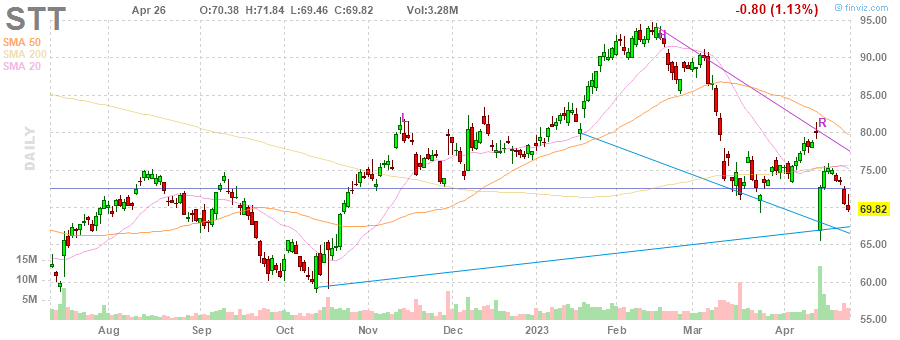 STT
Apr 26 O:70.38 H:71.84 L:69.46 C:69.82 Vol:3.28M -0.80 (1.13%) © finviz.com
SMA 50
SMA 200
SMA 20
DAILY
95.00
90.00
85.00
80.00
75.00
69.82
65.00
60.00
55.00
15M
10M
5M
L
R
Aug Sep Oct Nov Dec 2023 Feb Mar Apr